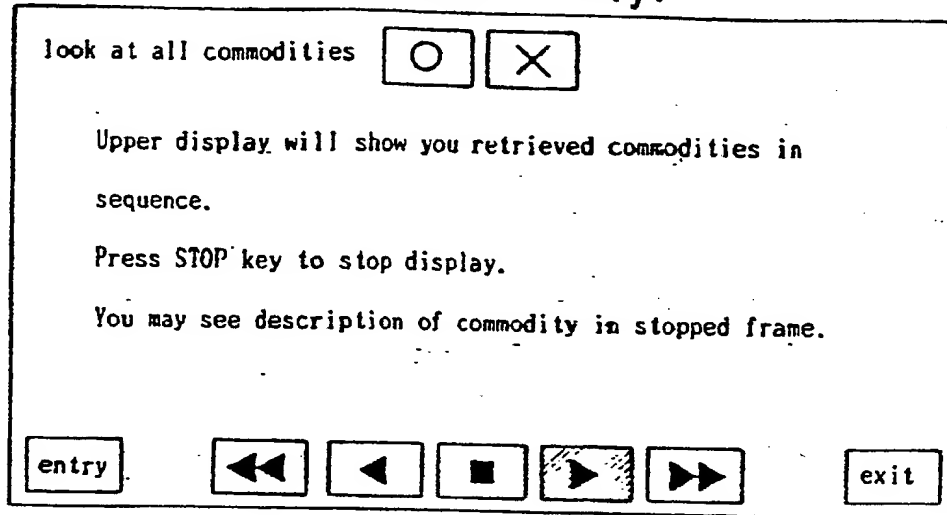 look at all commodities
Upper display will show you retrieved commodities in
sequence.
Press STOP key to stop display.
You may see description of commodity in stopped frame.
entry
exit